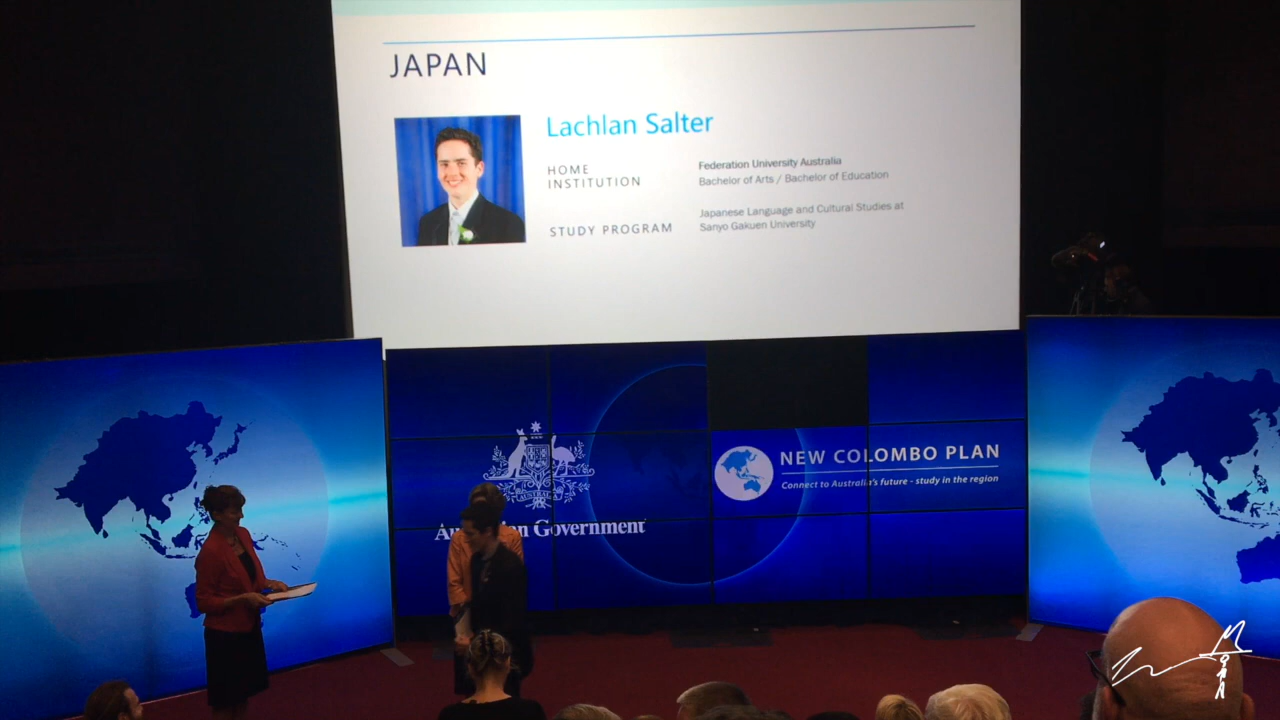 JAPAN
Lachlan Salter
HOME
INSTITUTION
Federation University Australia
Bachelor of Arts / Bachelor of Education
STUDY PROGRAM
Japanese Language and Cultural Studies at
Sanyo Gakuen University
AUSTRALIA
Government
NEW COLOMBO PLAN
Connect to Australia's future - study in the region